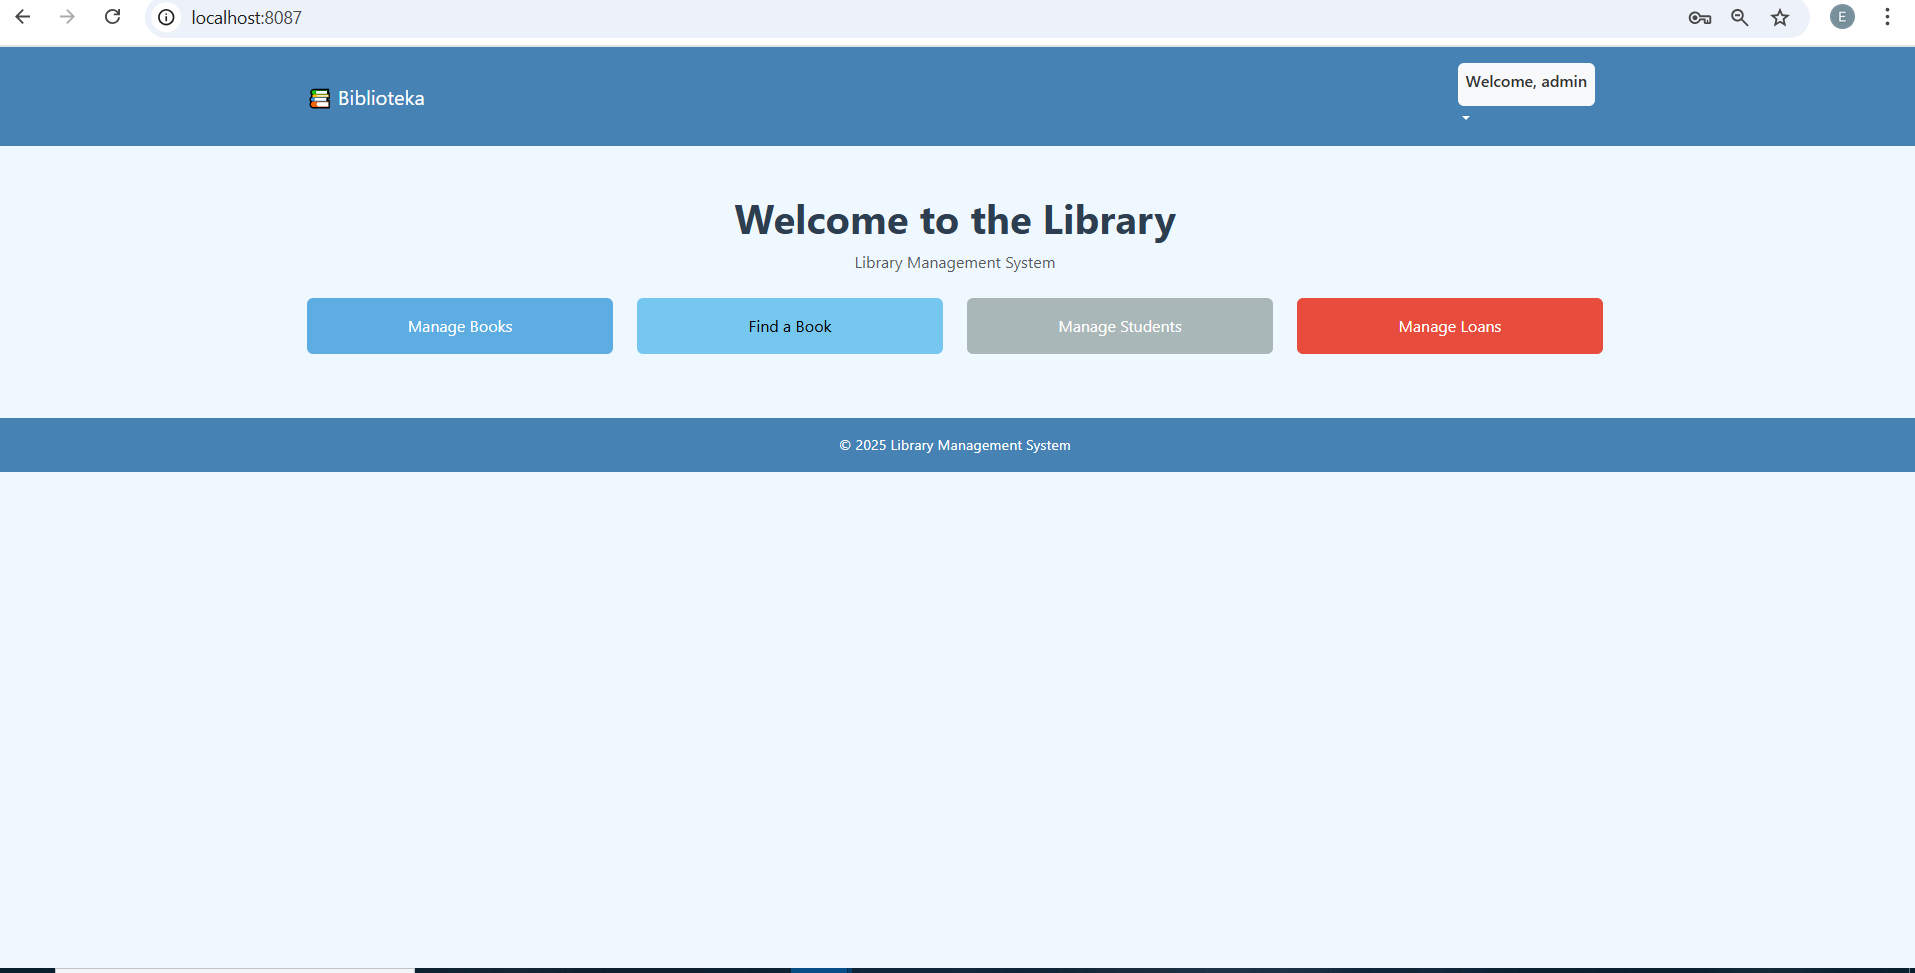 localhost:8087
E
Biblioteka
Welcome, admin
Welcome to the Library
Library Management System
Manage Books
Find a Book
Manage Students
Manage Loans
© 2025 Library Management System